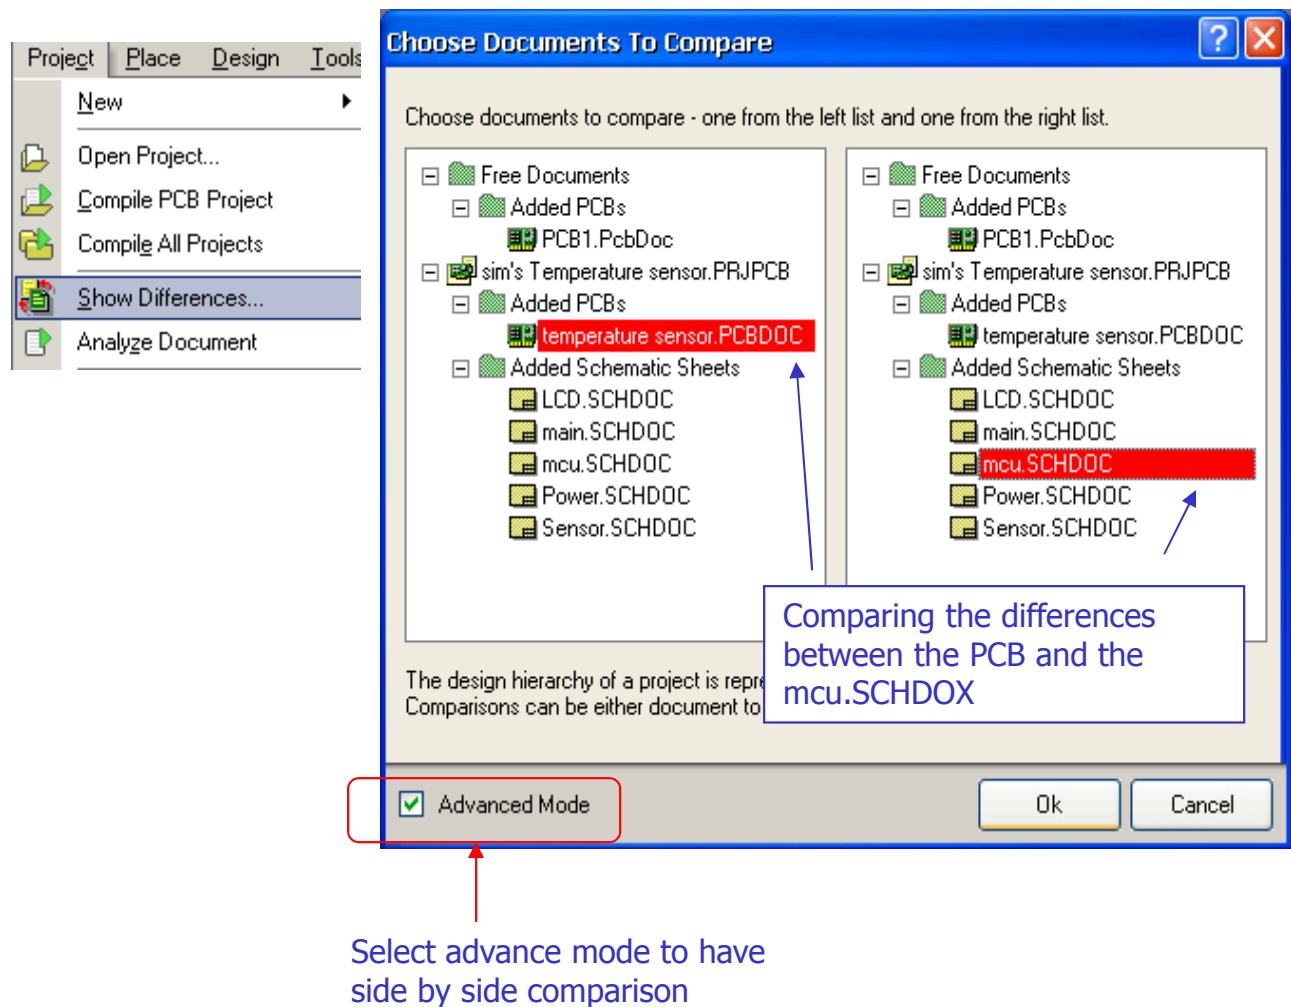 Project Place Design Tools
New
Open Project...
Compile PCB Project
Compile All Projects
Show Differences...
Analyze Document
Choose Documents To Compare
Choose documents to compare - one from the left list and one from the right list.
Free Documents
Added PCBs
PCB1.PcbDoc
sim's Temperature sensor.PRJPCB
Added PCBs
temperature sensor.PCBDOC
Added Schematic Sheets
LCD.SCHDOC
main.SCHDOC
mcu.SCHDOC
Power.SCHDOC
Sensor.SCHDOC
Free Documents
Added PCBs
PCB1.PcbDoc
sim's Temperature sensor.PRJPCB
Added PCBs
temperature sensor.PCBDOC
Added Schematic Sheets
LCD.SCHDOC
main.SCHDOC
mcu.SCHDOC
Power.SCHDOC
Sensor.SCHDOC
Comparing the differences
between the PCB and the
mcu.SCHDOX
The design hierarchy of a project is repre
Comparisons can be either document to
Advanced Mode
Ok
Cancel
Select advance mode to have
side by side comparison